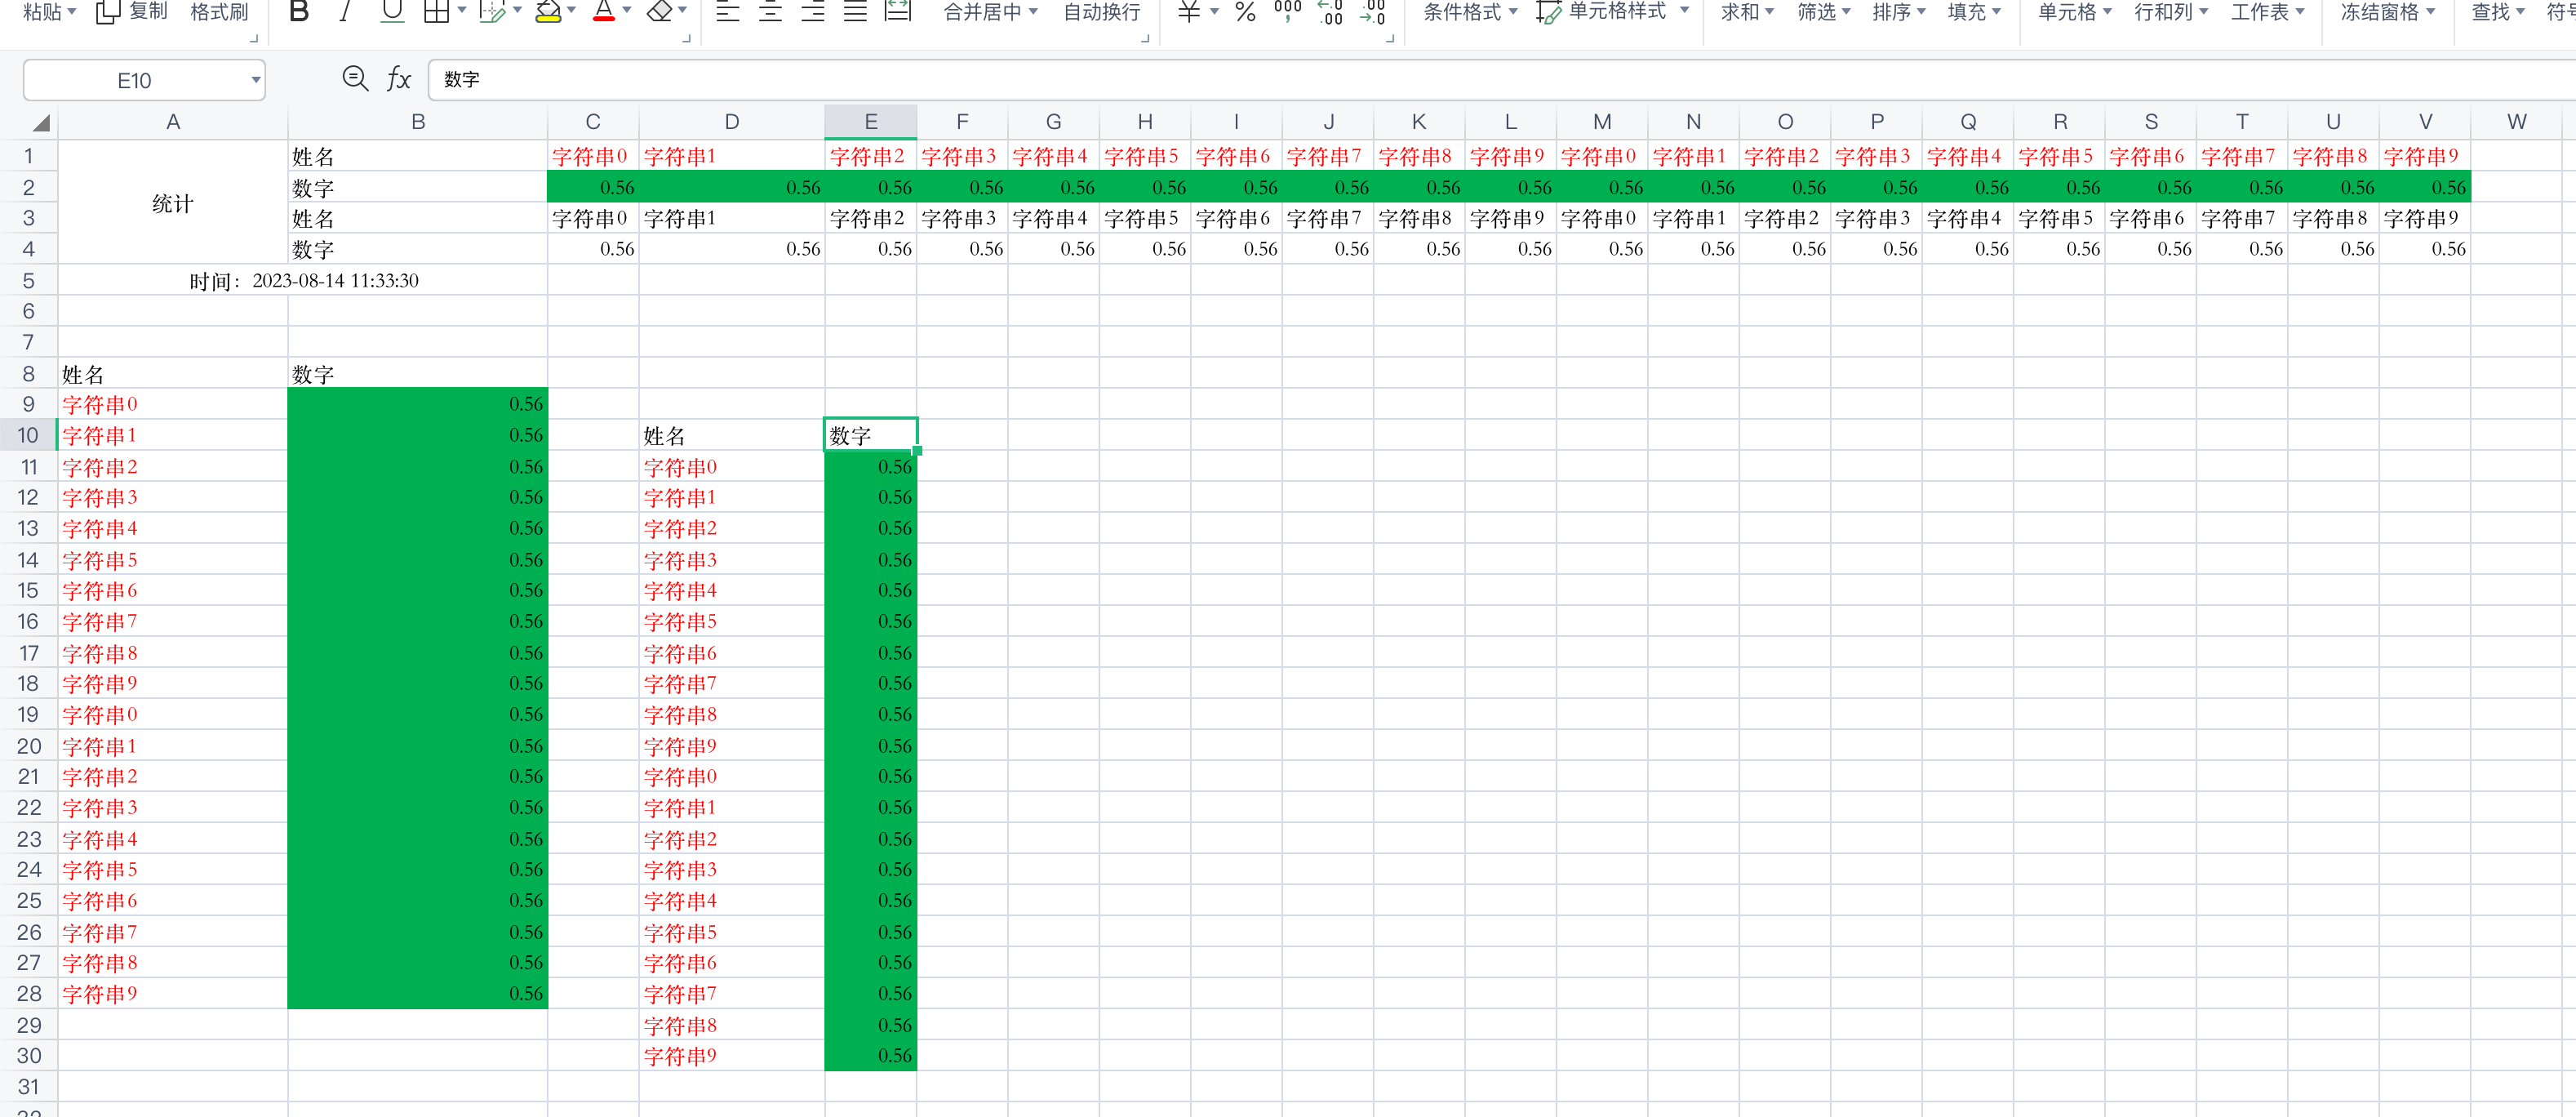 粘贴 复制 格式刷 B I U A 合并居中 自动换行 ¥ % 000 ←.0 .00 .00 →.0 条件格式 单元格样式 求和 筛选 排序 填充 单元格 行和列 工作表 冻结窗格 查找
E10 fx 数字
A B C D E F G H I J K L M N O P Q R S T U V W
1 姓名 字符串0 字符串1 字符串2 字符串3 字符串4 字符串5 字符串6 字符串7 字符串8 字符串9 字符串0 字符串1 字符串2 字符串3 字符串4 字符串5 字符串6 字符串7 字符串8 字符串9
2 数字 0.56 0.56 0.56 0.56 0.56 0.56 0.56 0.56 0.56 0.56 0.56 0.56 0.56 0.56 0.56 0.56 0.56 0.56 0.56 0.56
统计
3 姓名 字符串0 字符串1 字符串2 字符串3 字符串4 字符串5 字符串6 字符串7 字符串8 字符串9 字符串0 字符串1 字符串2 字符串3 字符串4 字符串5 字符串6 字符串7 字符串8 字符串9
4 数字 0.56 0.56 0.56 0.56 0.56 0.56 0.56 0.56 0.56 0.56 0.56 0.56 0.56 0.56 0.56 0.56 0.56 0.56 0.56 0.56
5 时间：2023-08-14 11:33:30
6
7
8 姓名 数字
9 字符串0 0.56
10 字符串1 0.56 姓名 数字
11 字符串2 0.56 字符串0 0.56
12 字符串3 0.56 字符串1 0.56
13 字符串4 0.56 字符串2 0.56
14 字符串5 0.56 字符串3 0.56
15 字符串6 0.56 字符串4 0.56
16 字符串7 0.56 字符串5 0.56
17 字符串8 0.56 字符串6 0.56
18 字符串9 0.56 字符串7 0.56
19 字符串0 0.56 字符串8 0.56
20 字符串1 0.56 字符串9 0.56
21 字符串2 0.56 字符串0 0.56
22 字符串3 0.56 字符串1 0.56
23 字符串4 0.56 字符串2 0.56
24 字符串5 0.56 字符串3 0.56
25 字符串6 0.56 字符串4 0.56
26 字符串7 0.56 字符串5 0.56
27 字符串8 0.56 字符串6 0.56
28 字符串9 0.56 字符串7 0.56
29 字符串8 0.56
30 字符串9 0.56
31